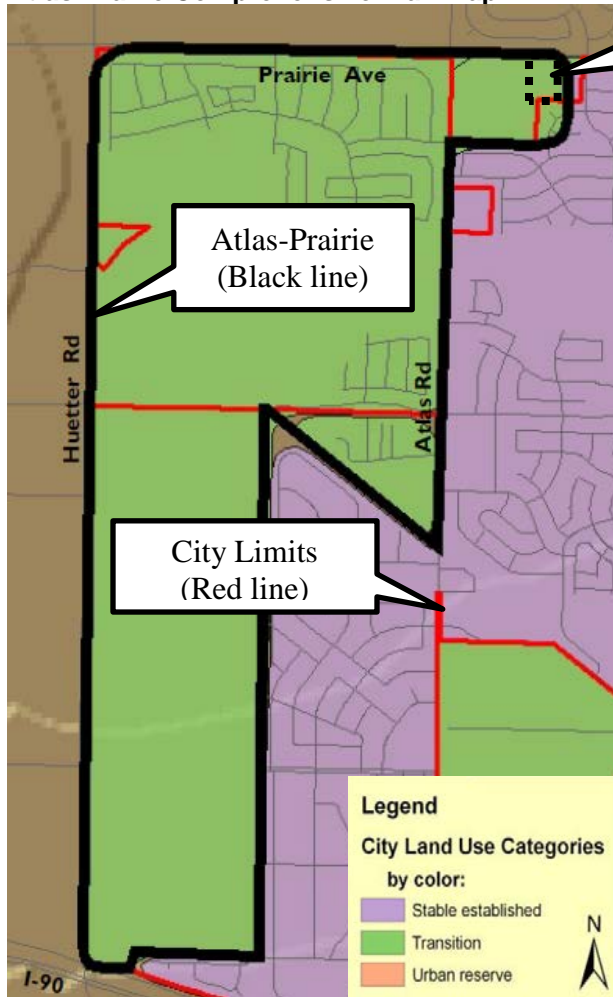 Prairie Ave
Atlas-Prairie
(Black line)
Huetter Rd
Atlas Rd
City Limits
(Red line)
Legend
City Land Use Categories
by color:
Stable established
Transition
Urban reserve
N
I-90